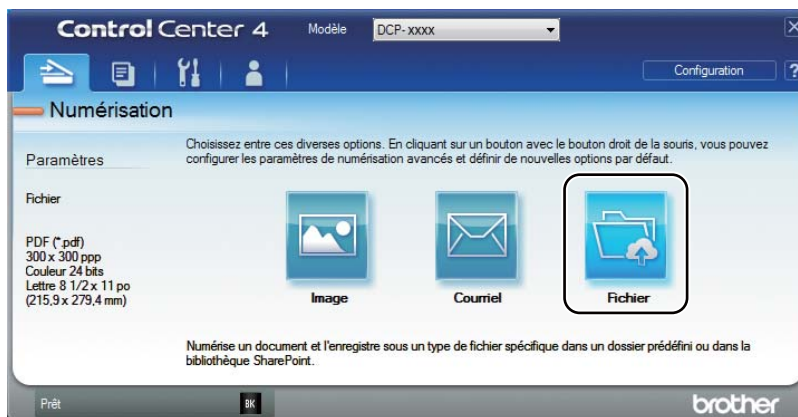 Control Center 4
Modèle
DCP-xxxx
Configuration
?
Numérisation
Choisissez entre ces diverses options. En cliquant sur un bouton avec le bouton droit de la souris, vous pouvez
configurer les paramètres de numérisation avancés et définir de nouvelles options par défaut.
Paramètres
Fichier
PDF (*.pdf)
300 x 300 ppp
Couleur 24 bits
Lettre 8 1/2 x 11 po
(215,9 x 279,4 mm)
Image
Courriel
Fichier
Numérise un document et l'enregistre sous un type de fichier spécifique dans un dossier prédéfini ou dans la
bibliothèque SharePoint.
Prêt
BK
brother